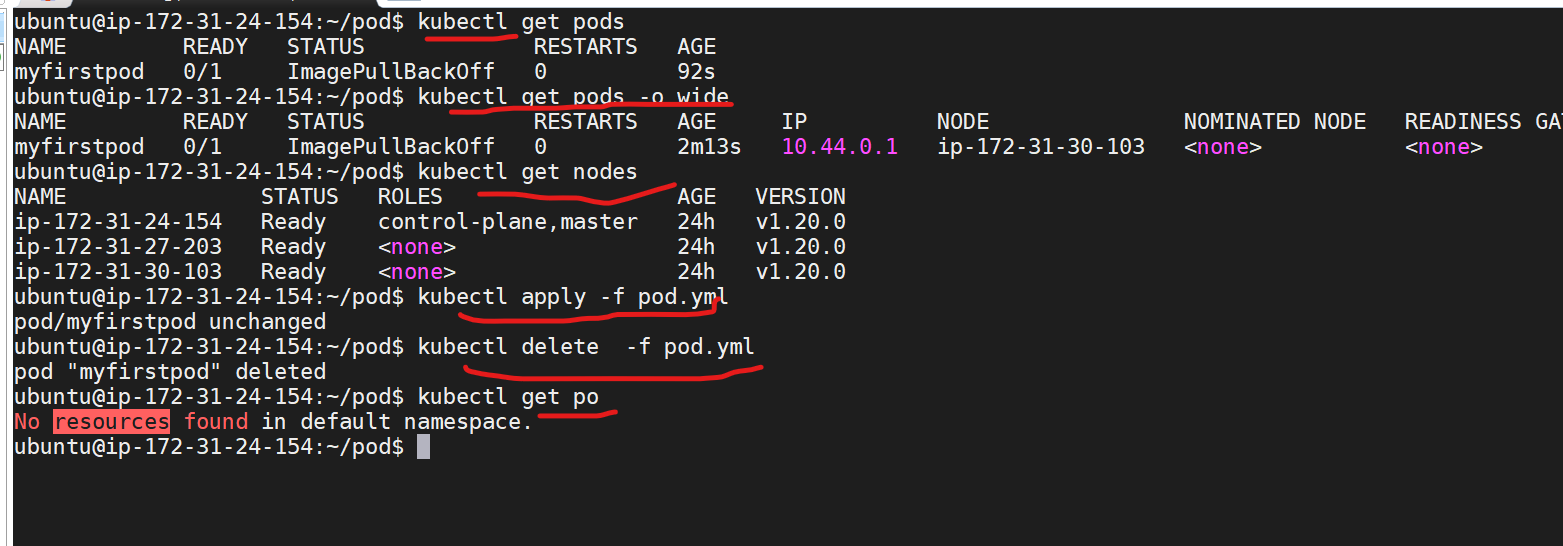 ubuntu@ip-172-31-24-154:~/pod$ kubectl get pods
NAME         READY   STATUS             RESTARTS   AGE
myfirstpod   0/1     ImagePullBackOff   0          92s
ubuntu@ip-172-31-24-154:~/pod$ kubectl get pods -o wide
NAME         READY   STATUS             RESTARTS   AGE     IP          NODE               NOMINATED NODE   READINESS GAT
myfirstpod   0/1     ImagePullBackOff   0          2m13s   10.44.0.1   ip-172-31-30-103   <none>           <none>
ubuntu@ip-172-31-24-154:~/pod$ kubectl get nodes
NAME               STATUS   ROLES                  AGE   VERSION
ip-172-31-24-154   Ready    control-plane,master   24h   v1.20.0
ip-172-31-27-203   Ready    <none>                 24h   v1.20.0
ip-172-31-30-103   Ready    <none>                 24h   v1.20.0
ubuntu@ip-172-31-24-154:~/pod$ kubectl apply -f pod.yml
pod/myfirstpod unchanged
ubuntu@ip-172-31-24-154:~/pod$ kubectl delete  -f pod.yml
pod "myfirstpod" deleted
ubuntu@ip-172-31-24-154:~/pod$ kubectl get po
No resources found in default namespace.
ubuntu@ip-172-31-24-154:~/pod$